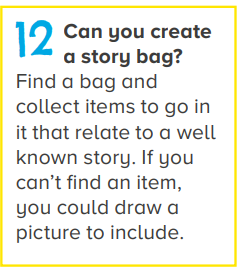 12 Can you create
a story bag?
Find a bag and
collect items to go in
it that relate to a well
known story. If you
can't find an item,
you could draw a
picture to include.